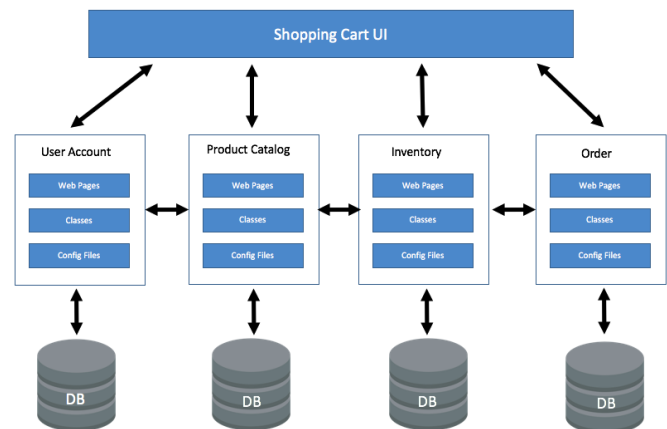 Shopping Cart UI
User Account
Web Pages
Classes
Config Files
Product Catalog
Web Pages
Classes
Config Files
Inventory
Web Pages
Classes
Config Files
Order
Web Pages
Classes
Config Files
DB
DB
DB
DB